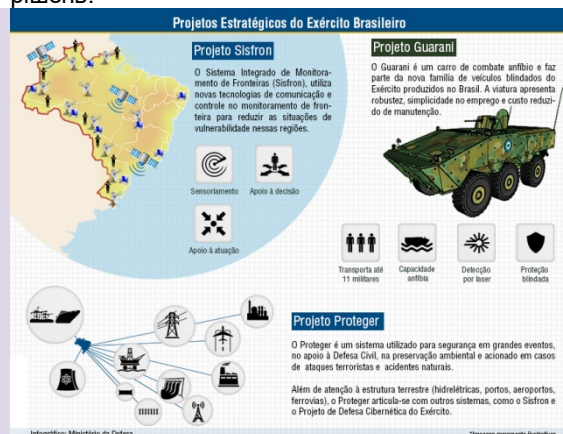 рішень.
Projetos Estratégicos do Exército Brasileiro
Projeto Sisfron
O Sistema Integrado de Monitora-
mento de Fronteiras (Sisfron), utiliza
novas tecnologias de comunicação e
controle no monitoramento de fron-
teira para reduzir as situações de
vulnerabilidade nessas regiões.
Sensoriamento
Apoio à decisão
Apoio à atuação
Projeto Guarani
O Guarani é um carro de combate anfíbio e faz
parte da nova família de veículos blindados do
Exército produzidos no Brasil. A viatura apresenta
robustez, simplicidade no emprego e custo reduzi-
do de manutenção.
Transporta até
11 militares
Capacidade
anfíbia
Detecção
por laser
Proteção
blindada
Projeto Proteger
O Proteger é um sistema utilizado para segurança em grandes eventos,
no apoio à Defesa Civil, na preservação ambiental e acionado em casos
de ataques terroristas e acidentes naturais.
Além de atenção à estrutura terrestre (hidrelétricas, portos, aeroportos,
ferrovias), o Proteger articula-se com outros sistemas, como o Sisfron e
o Projeto de Defesa Cibernética do Exército.
Infográfico: Ministério da Defesa